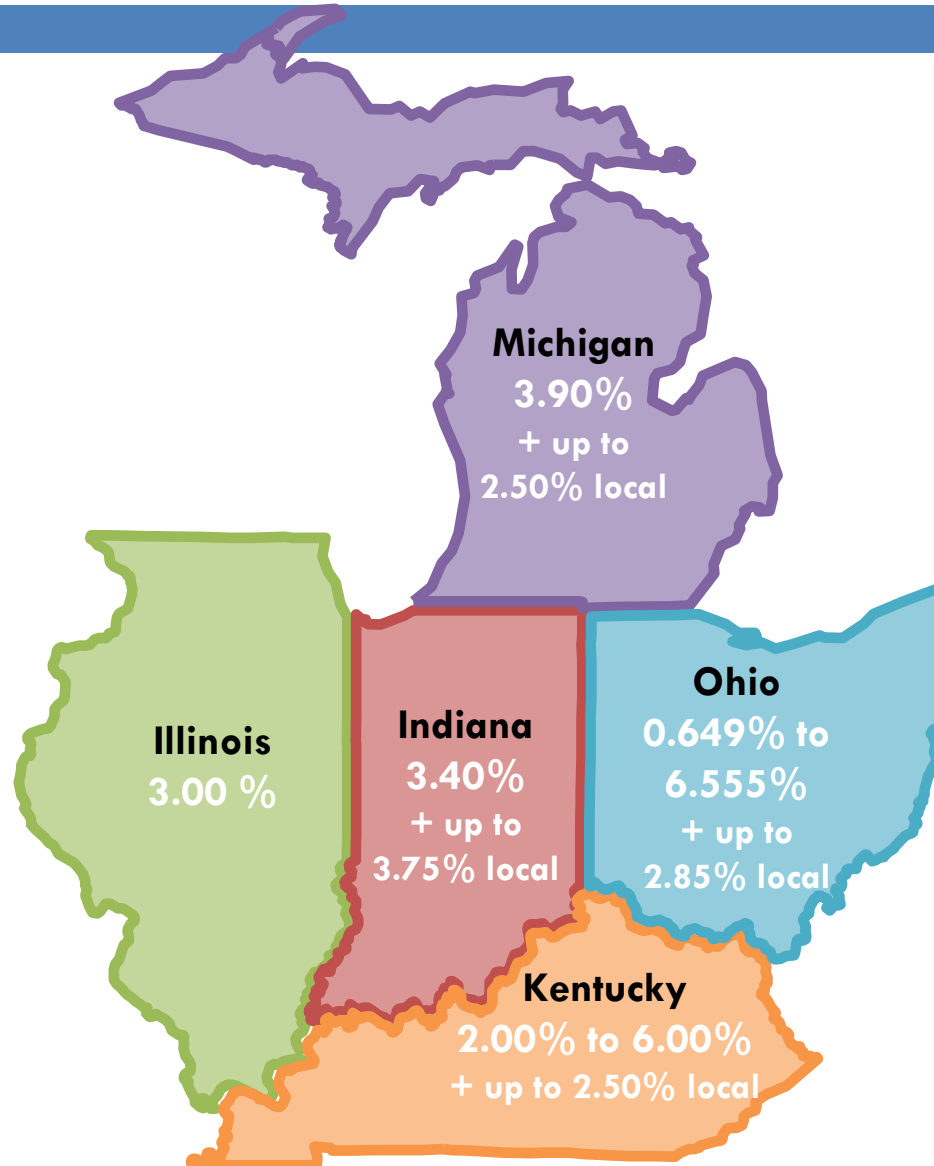 Michigan
3.90%
+ up to
2.50% local
Illinois
3.00 %
Indiana
3.40%
+ up to
3.75% local
Ohio
0.649% to
6.555%
+ up to
2.85% local
Kentucky
2.00% to 6.00%
+ up to 2.50% local